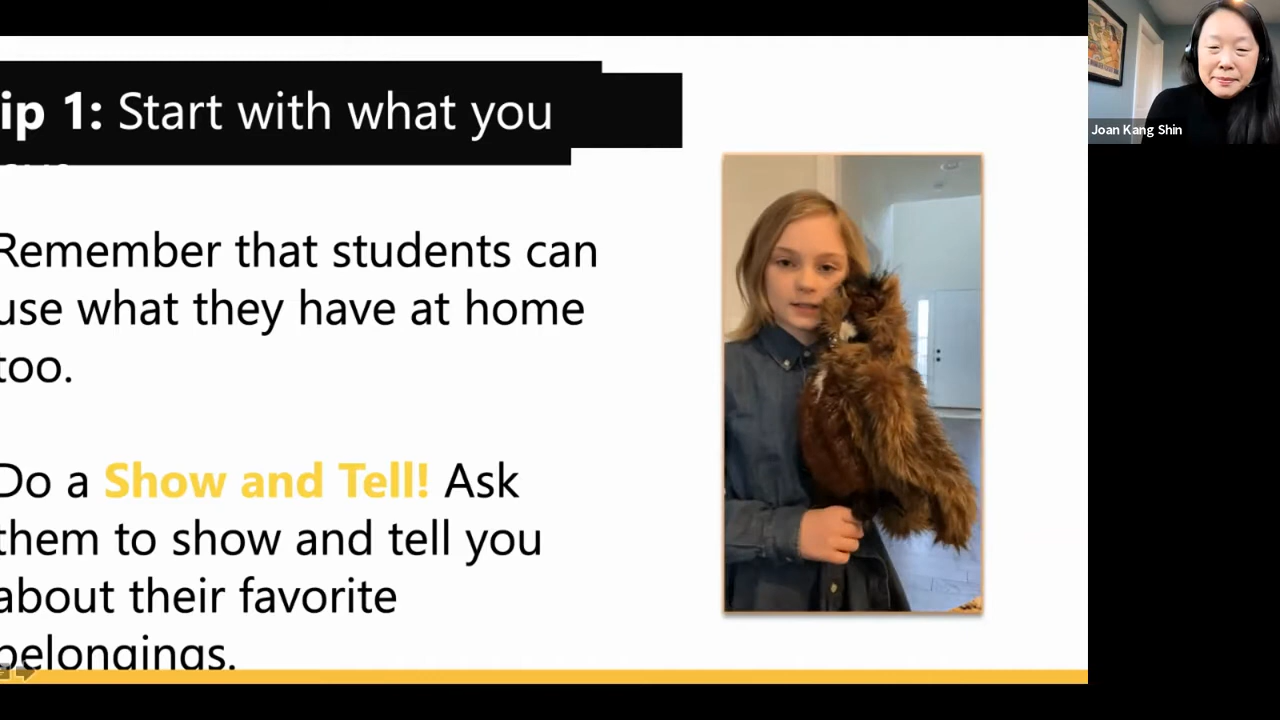 ip 1: Start with what you
Remember that students can
use what they have at home
too.
Do a Show and Tell! Ask
them to show and tell you
about their favorite
belongings.
Joan Kang Shin